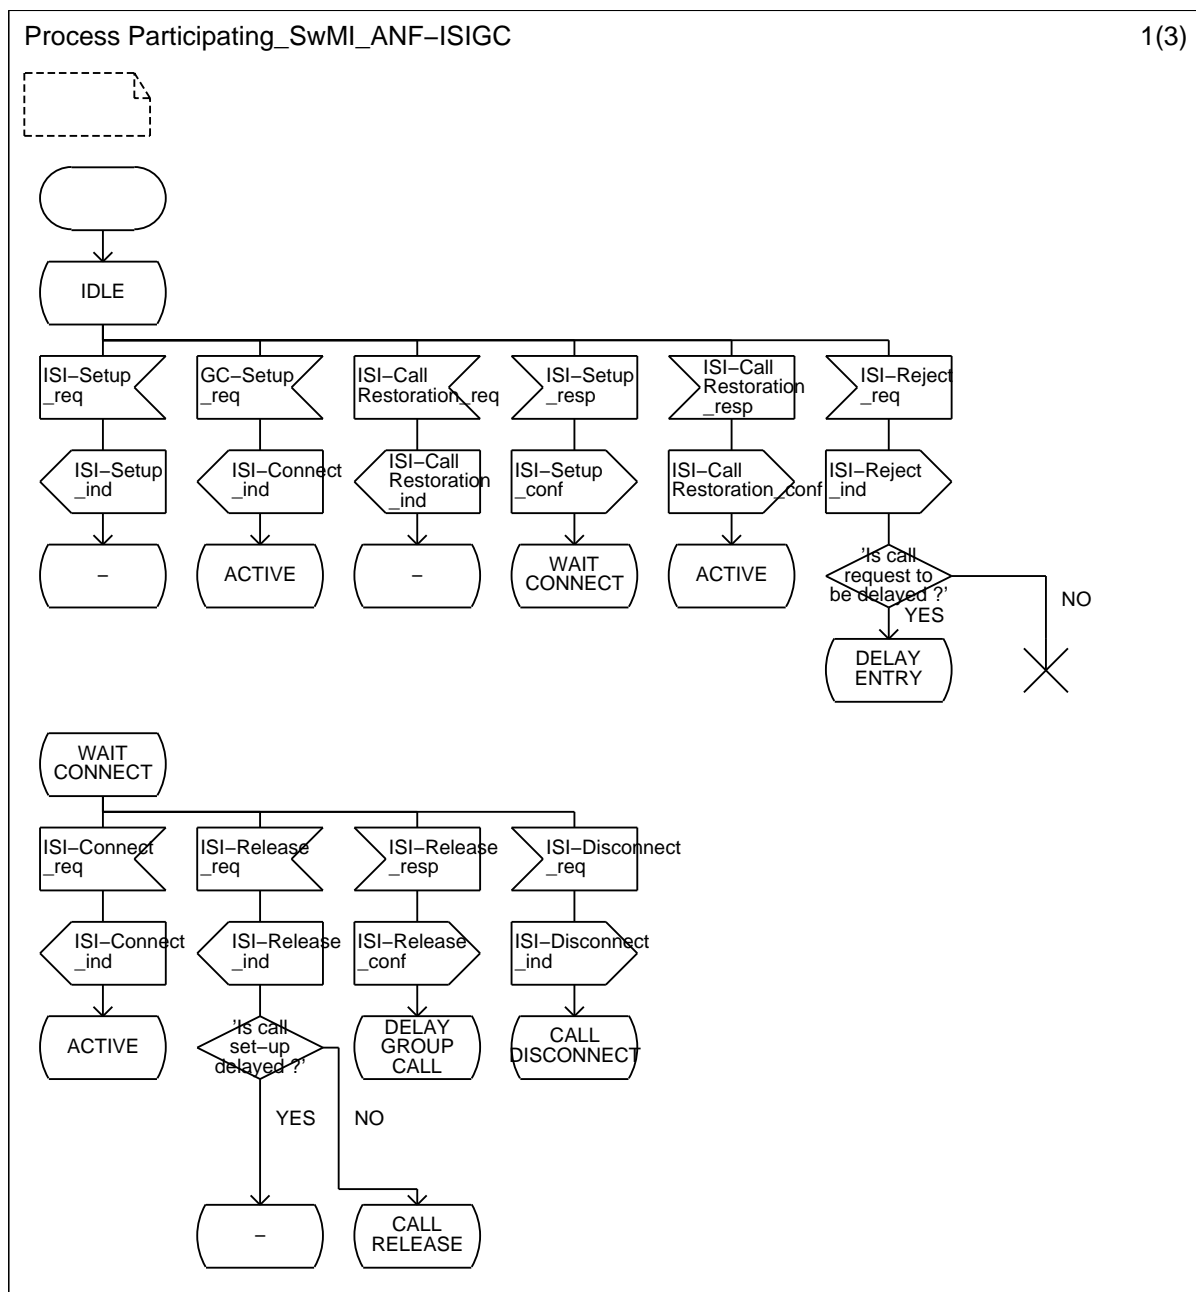 Process Participating_SwMI_ANF−ISIGC
1(3)
IDLE
ISI−Setup
_req
GC−Setup
_req
ISI−Call
Restoration_req
ISI−Setup
_resp
ISI−Call
Restoration
_resp
ISI−Reject
_req
ISI−Setup
_ind
ISI−Connect
_ind
ISI−Call
Restoration
_ind
ISI−Setup
_conf
ISI−Call
Restoration_conf
ISI−Reject
_ind
−
ACTIVE
−
WAIT
CONNECT
ACTIVE
'Is call
request to
be delayed ?'
YES
NO
DELAY
ENTRY
WAIT
CONNECT
ISI−Connect
_req
ISI−Release
_req
ISI−Release
_resp
ISI−Disconnect
_req
ISI−Connect
_ind
ISI−Release
_ind
ISI−Release
_conf
ISI−Disconnect
_ind
ACTIVE
'Is call
set−up
delayed ?'
DELAY
GROUP
CALL
CALL
DISCONNECT
YES
NO
−
CALL
RELEASE